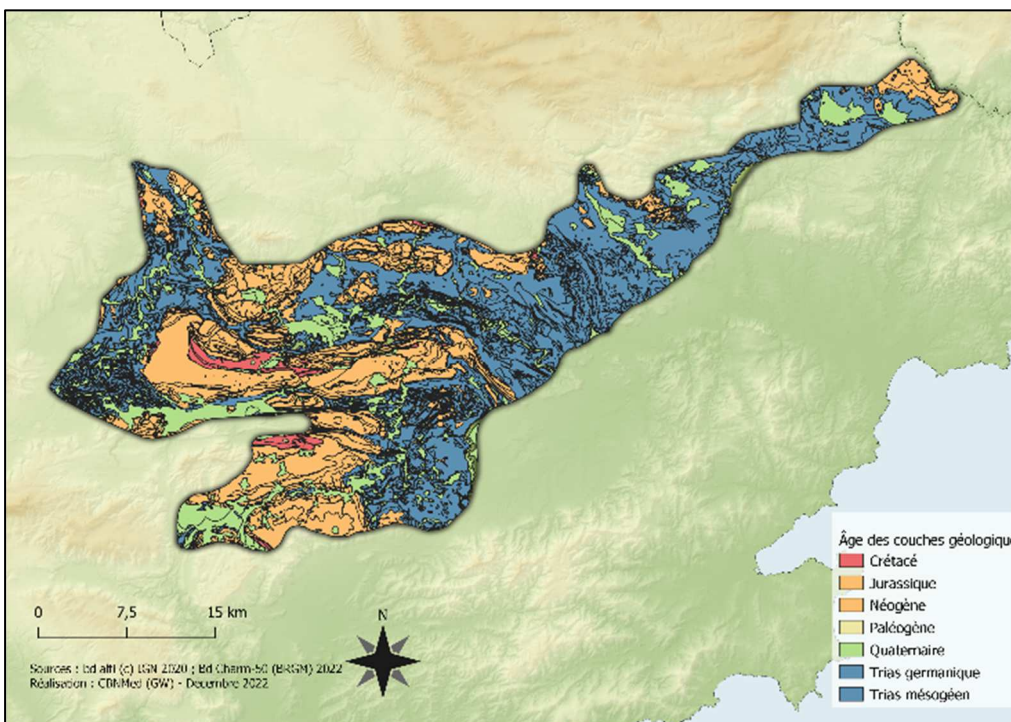 Âge des couches géologique
Crétacé
Jurassique
Néogène
Paléogène
Quaternaire
Trias germanique
Trias mésogéen
0 7,5 15 km
N
Sources : bd alti (c) IGN 2020 ; Bd Charm-50 (BRGM) 2022
Réalisation : CBNMed (GW) - Decembre 2022